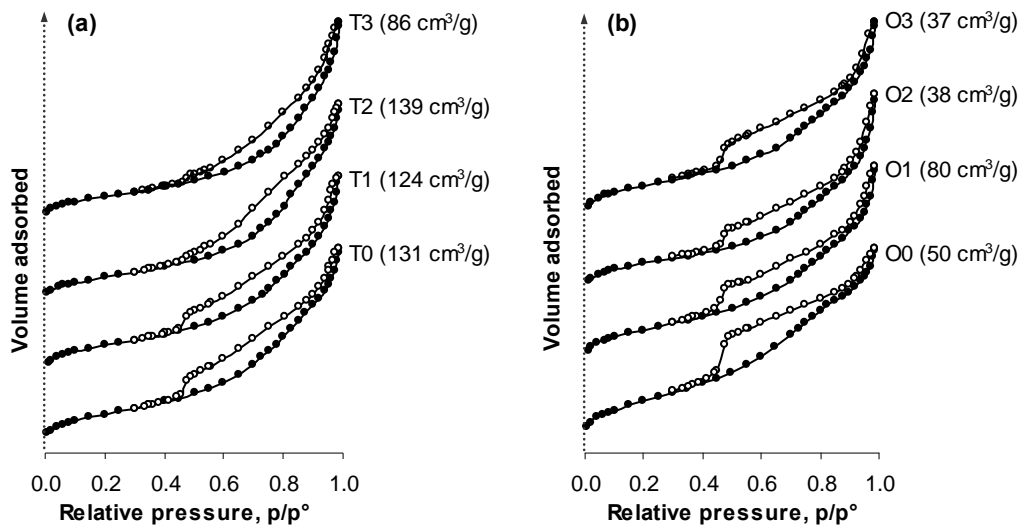 (a)
T3 (86 cm³/g)
T2 (139 cm³/g)
T1 (124 cm³/g)
T0 (131 cm³/g)
Volume adsorbed
0.0 0.2 0.4 0.6 0.8 1.0
Relative pressure, p/p°
(b)
O3 (37 cm³/g)
O2 (38 cm³/g)
O1 (80 cm³/g)
O0 (50 cm³/g)
Volume adsorbed
0.0 0.2 0.4 0.6 0.8 1.0
Relative pressure, p/p°